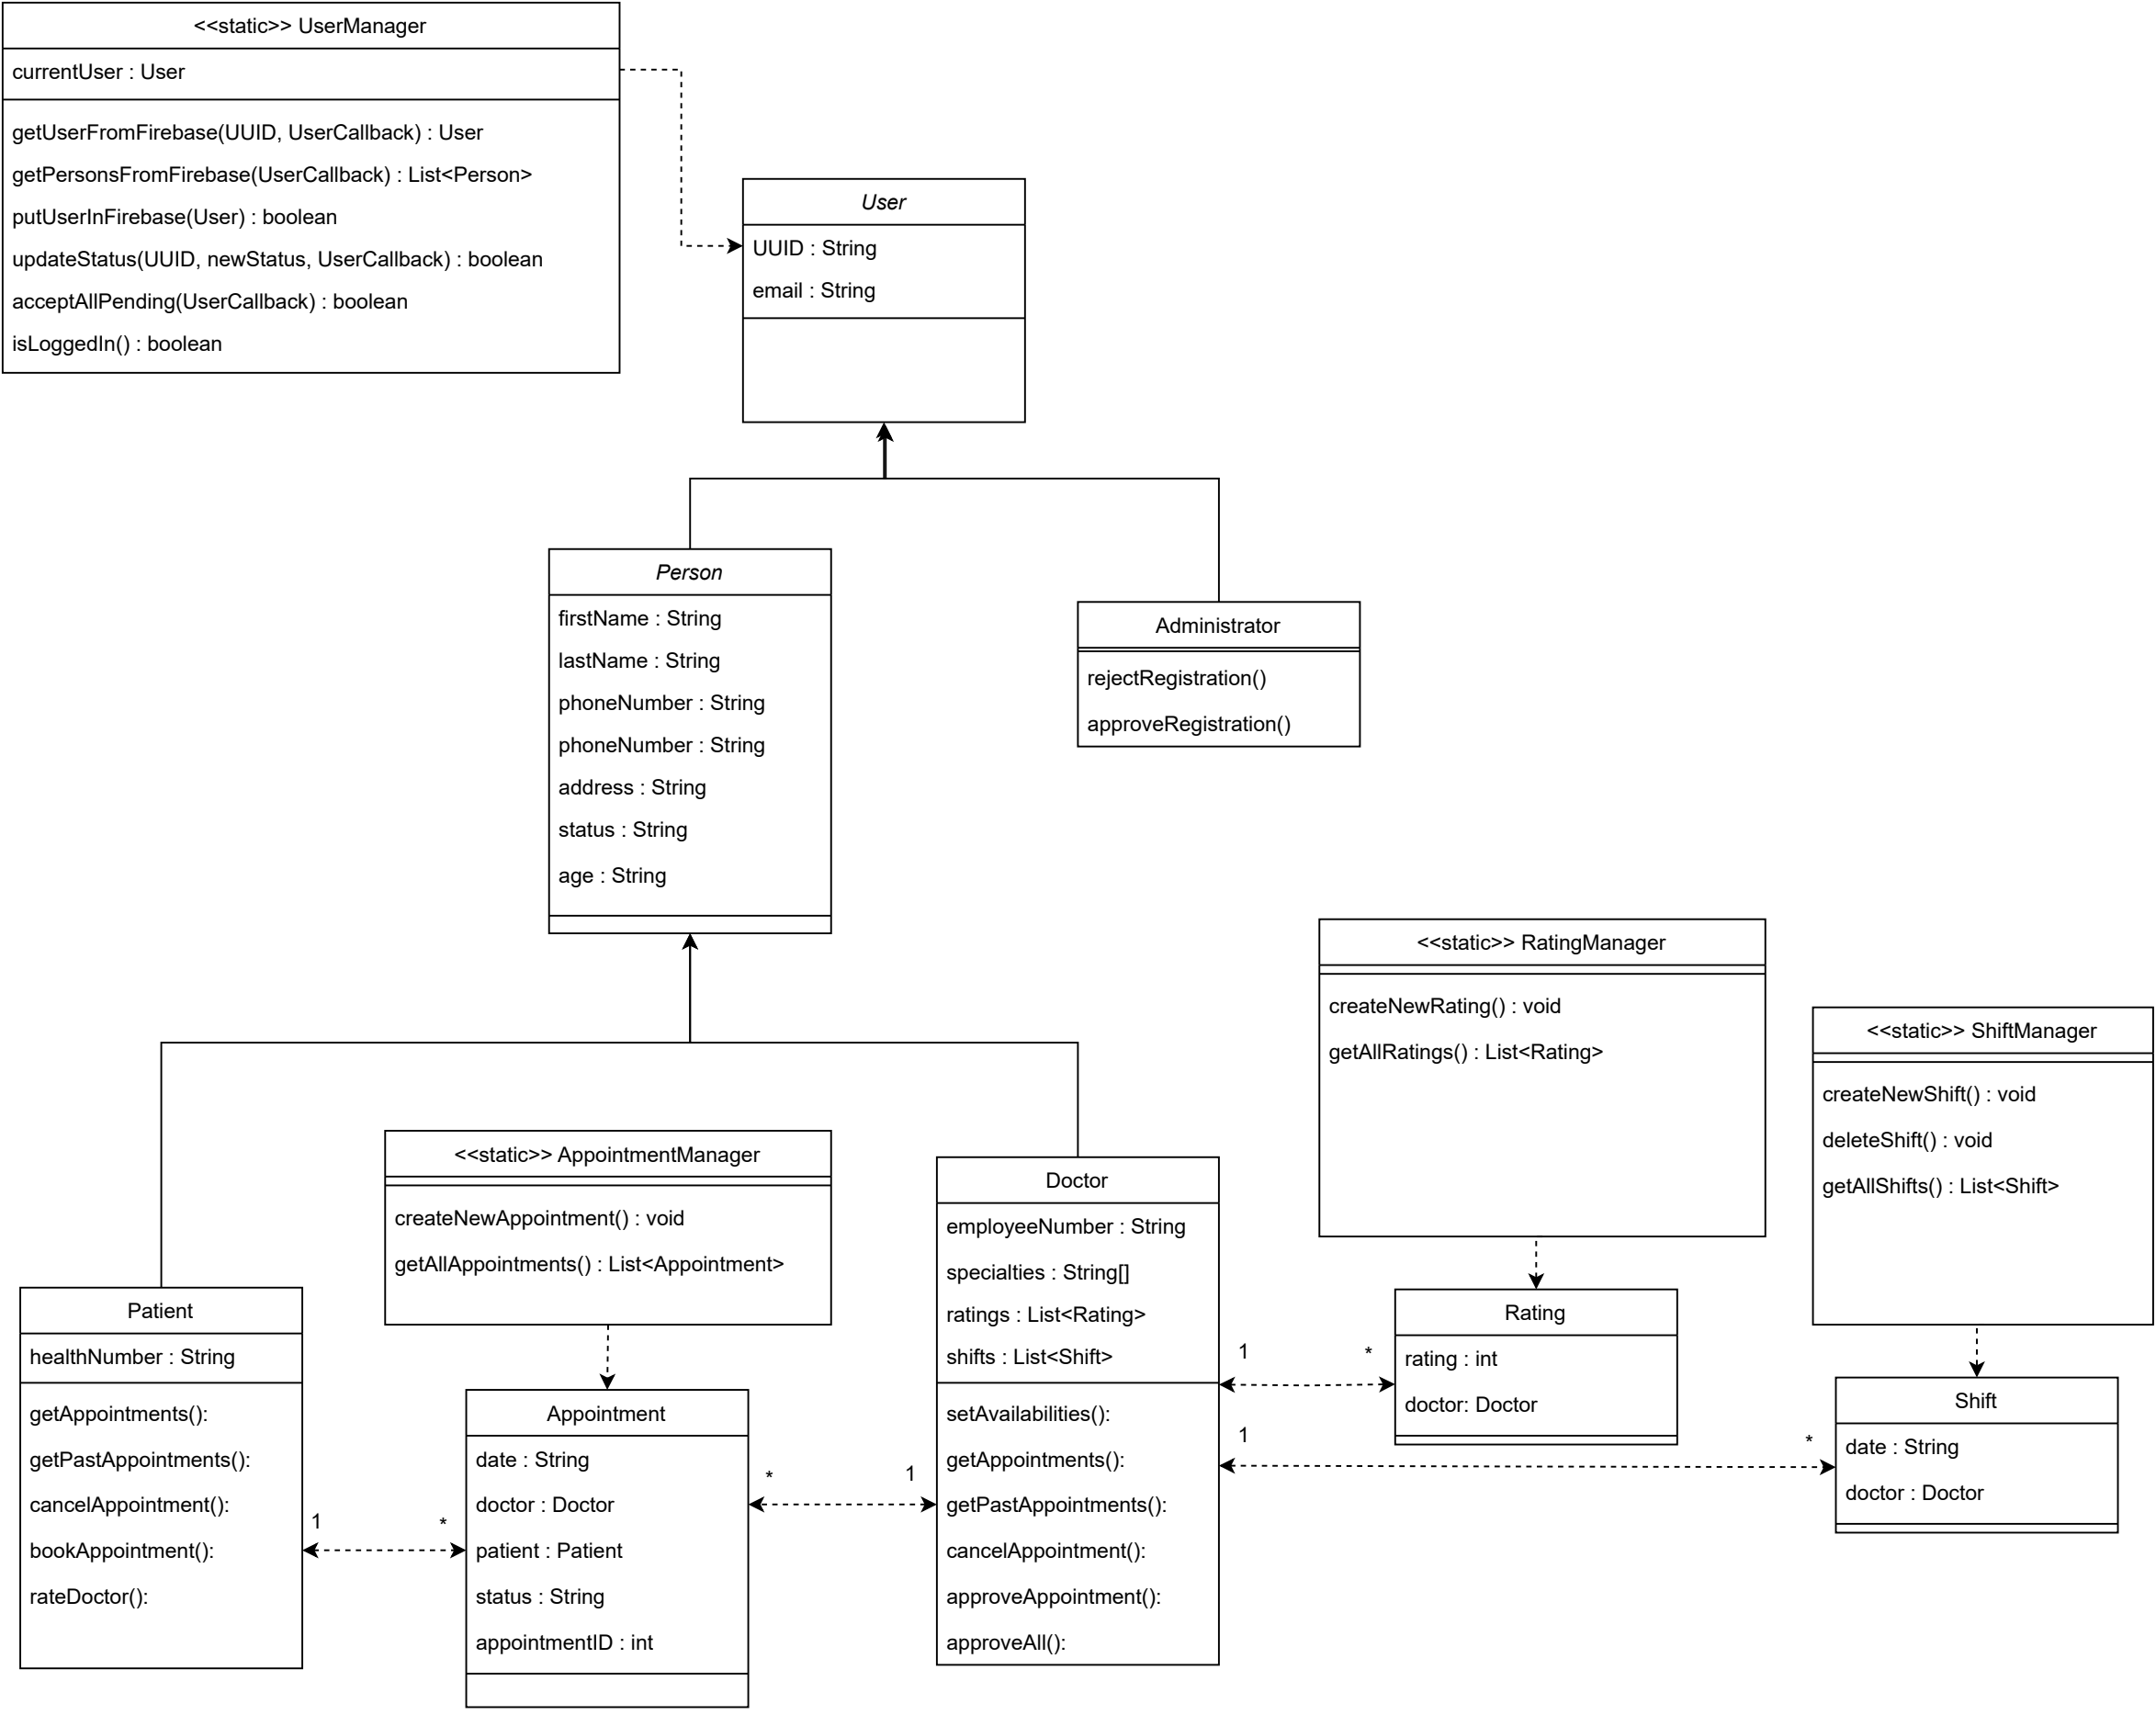 <<static>> UserManager
currentUser : User
getUserFromFirebase(UUID, UserCallback) : User
getPersonsFromFirebase(UserCallback) : List<Person>
putUserInFirebase(User) : boolean
updateStatus(UUID, newStatus, UserCallback) : boolean
acceptAllPending(UserCallback) : boolean
isLoggedIn() : boolean
User
UUID : String
email : String
Person
firstName : String
lastName : String
phoneNumber : String
phoneNumber : String
address : String
status : String
age : String
Administrator
rejectRegistration()
approveRegistration()
<<static>> RatingManager
createNewRating() : void
getAllRatings() : List<Rating>
<<static>> ShiftManager
createNewShift() : void
deleteShift() : void
getAllShifts() : List<Shift>
<<static>> AppointmentManager
createNewAppointment() : void
getAllAppointments() : List<Appointment>
Patient
healthNumber : String
getAppointments():
getPastAppointments():
cancelAppointment():
bookAppointment():
rateDoctor():
1
*
Appointment
date : String
doctor : Doctor
patient : Patient
status : String
appointmentID : int
*
1
Doctor
employeeNumber : String
specialties : String[]
ratings : List<Rating>
shifts : List<Shift>
setAvailabilities():
getAppointments():
getPastAppointments():
cancelAppointment():
approveAppointment():
approveAll():
1
*
1
*
Rating
rating : int
doctor: Doctor
Shift
date : String
doctor : Doctor